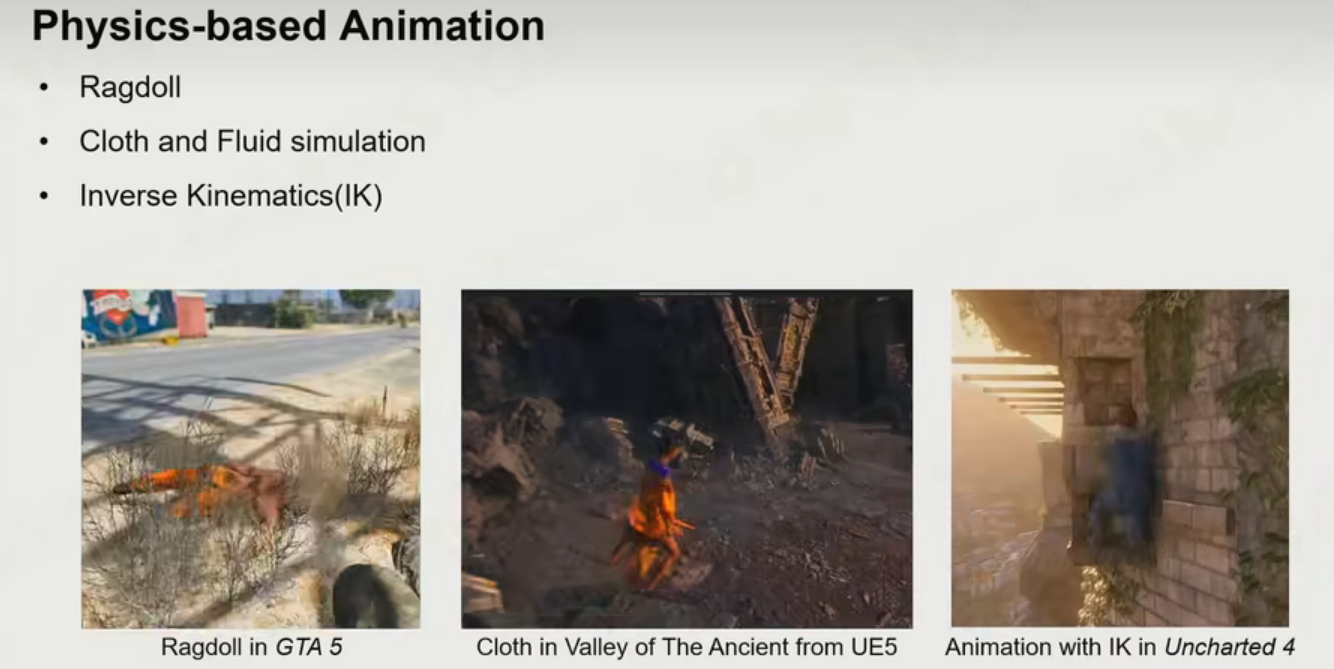 Physics-based Animation
• Ragdoll
• Cloth and Fluid simulation
• Inverse Kinematics(IK)
Ragdoll in GTA 5
Cloth in Valley of The Ancient from UE5
Animation with IK in Uncharted 4